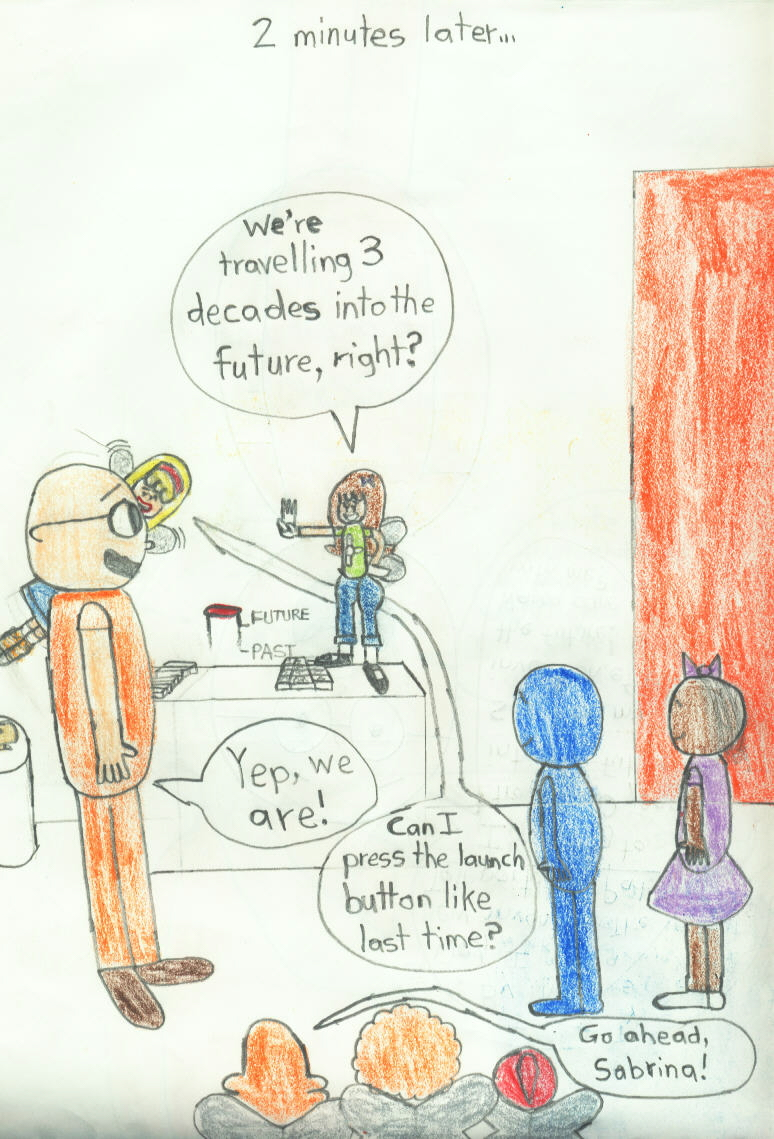 2 minutes later...
We're
travelling 3
decades into the
future, right?
FUTURE
PAST
Yep, we
are!
Can I
press the launch
button like
last time?
Go ahead,
Sabrina!